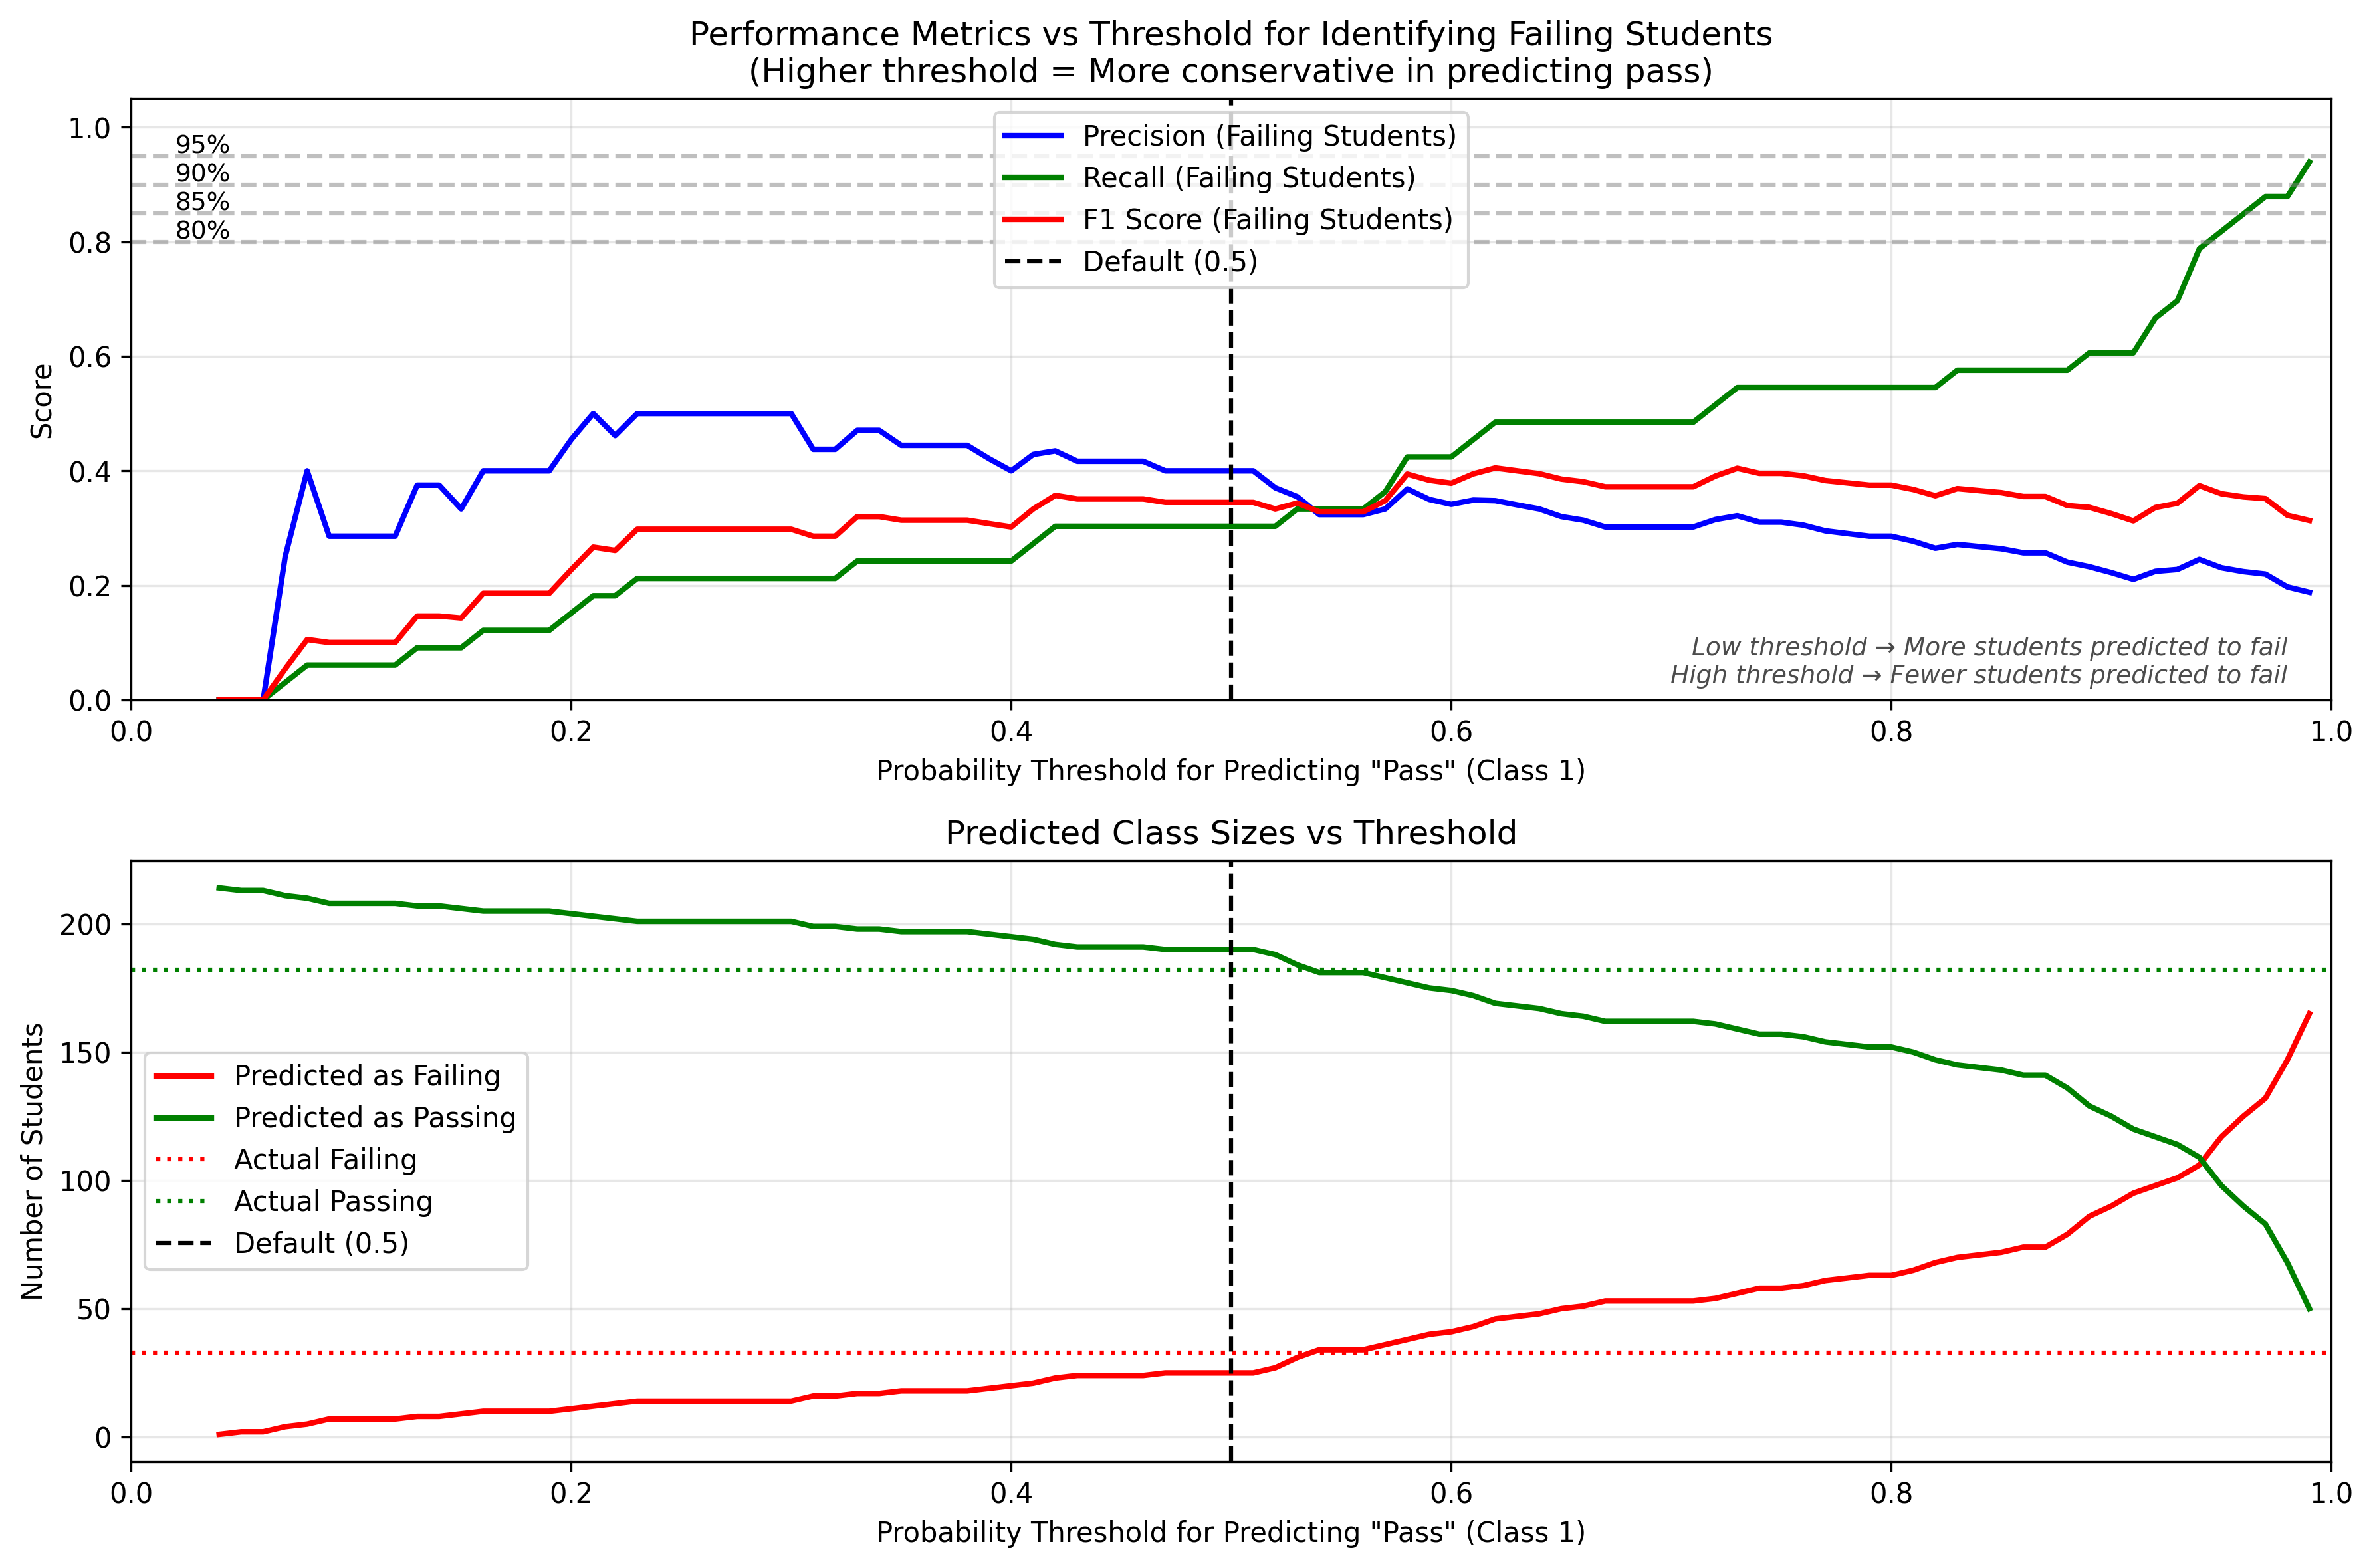 Performance Metrics vs Threshold for Identifying Failing Students
(Higher threshold = More conservative in predicting pass)
1.0
0.8
0.6
0.4
0.2
0.0
Score
95%
90%
85%
80%
Precision (Failing Students)
Recall (Failing Students)
F1 Score (Failing Students)
Default (0.5)
Low threshold → More students predicted to fail
High threshold → Fewer students predicted to fail
0.0 0.2 0.4 0.6 0.8 1.0
Probability Threshold for Predicting "Pass" (Class 1)
Predicted Class Sizes vs Threshold
200
150
100
50
0
Number of Students
Predicted as Failing
Predicted as Passing
Actual Failing
Actual Passing
Default (0.5)
0.0 0.2 0.4 0.6 0.8 1.0
Probability Threshold for Predicting "Pass" (Class 1)